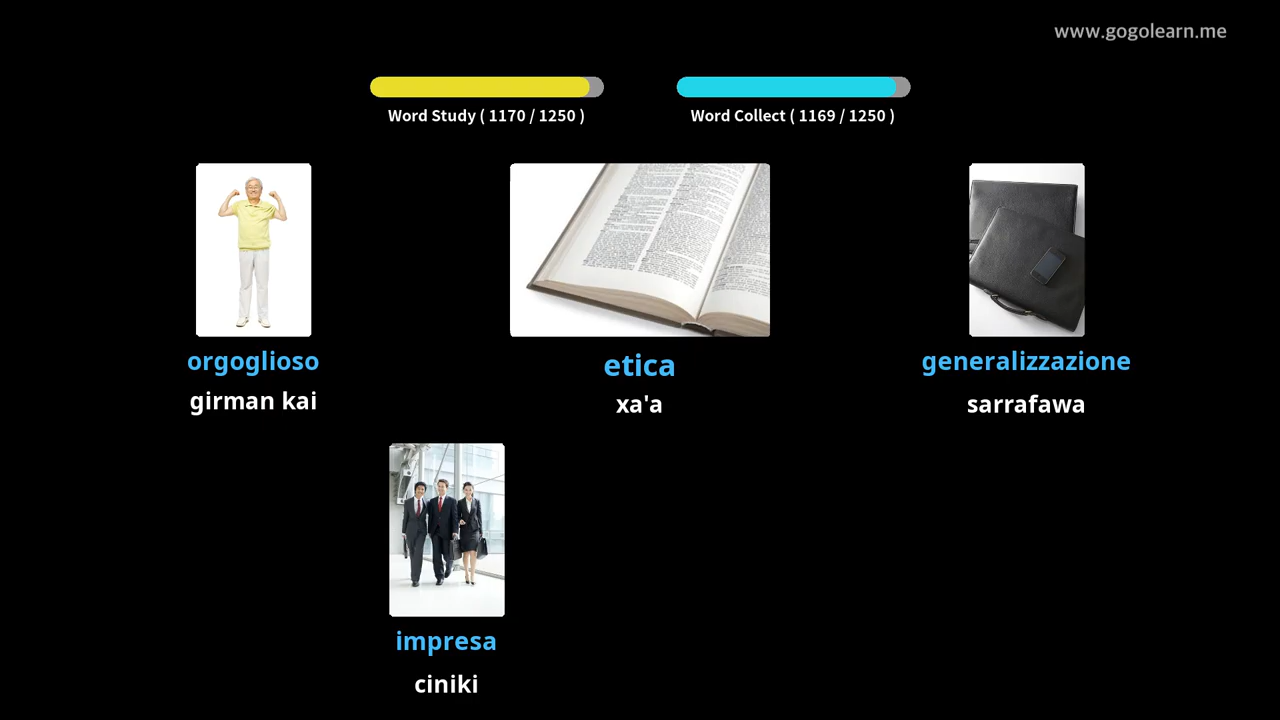 www.gogolearn.me
Word Study ( 1170 / 1250 )
Word Collect ( 1169 / 1250 )
orgoglioso
girman kai
etica
xa'a
generalizzazione
sarrafawa
impresa
ciniki